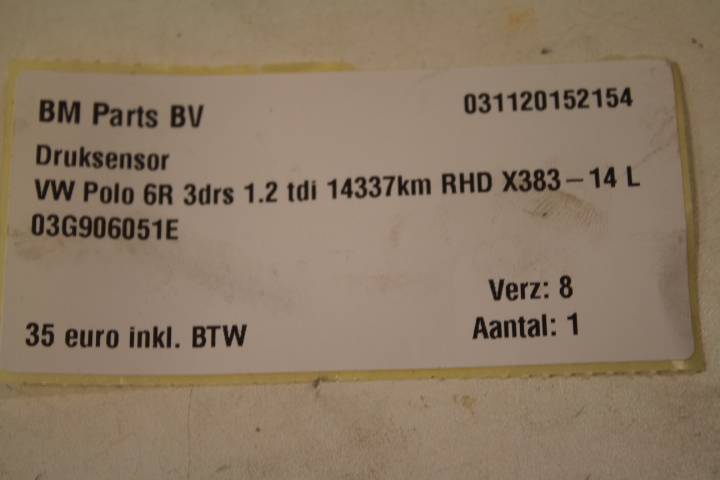 BM Parts BV 031120152154
Druksensor
VW Polo 6R 3drs 1.2 tdi 14337km RHD X383-14 L
03G906051E
Verz: 8
35 euro inkl. BTW Aantal: 1